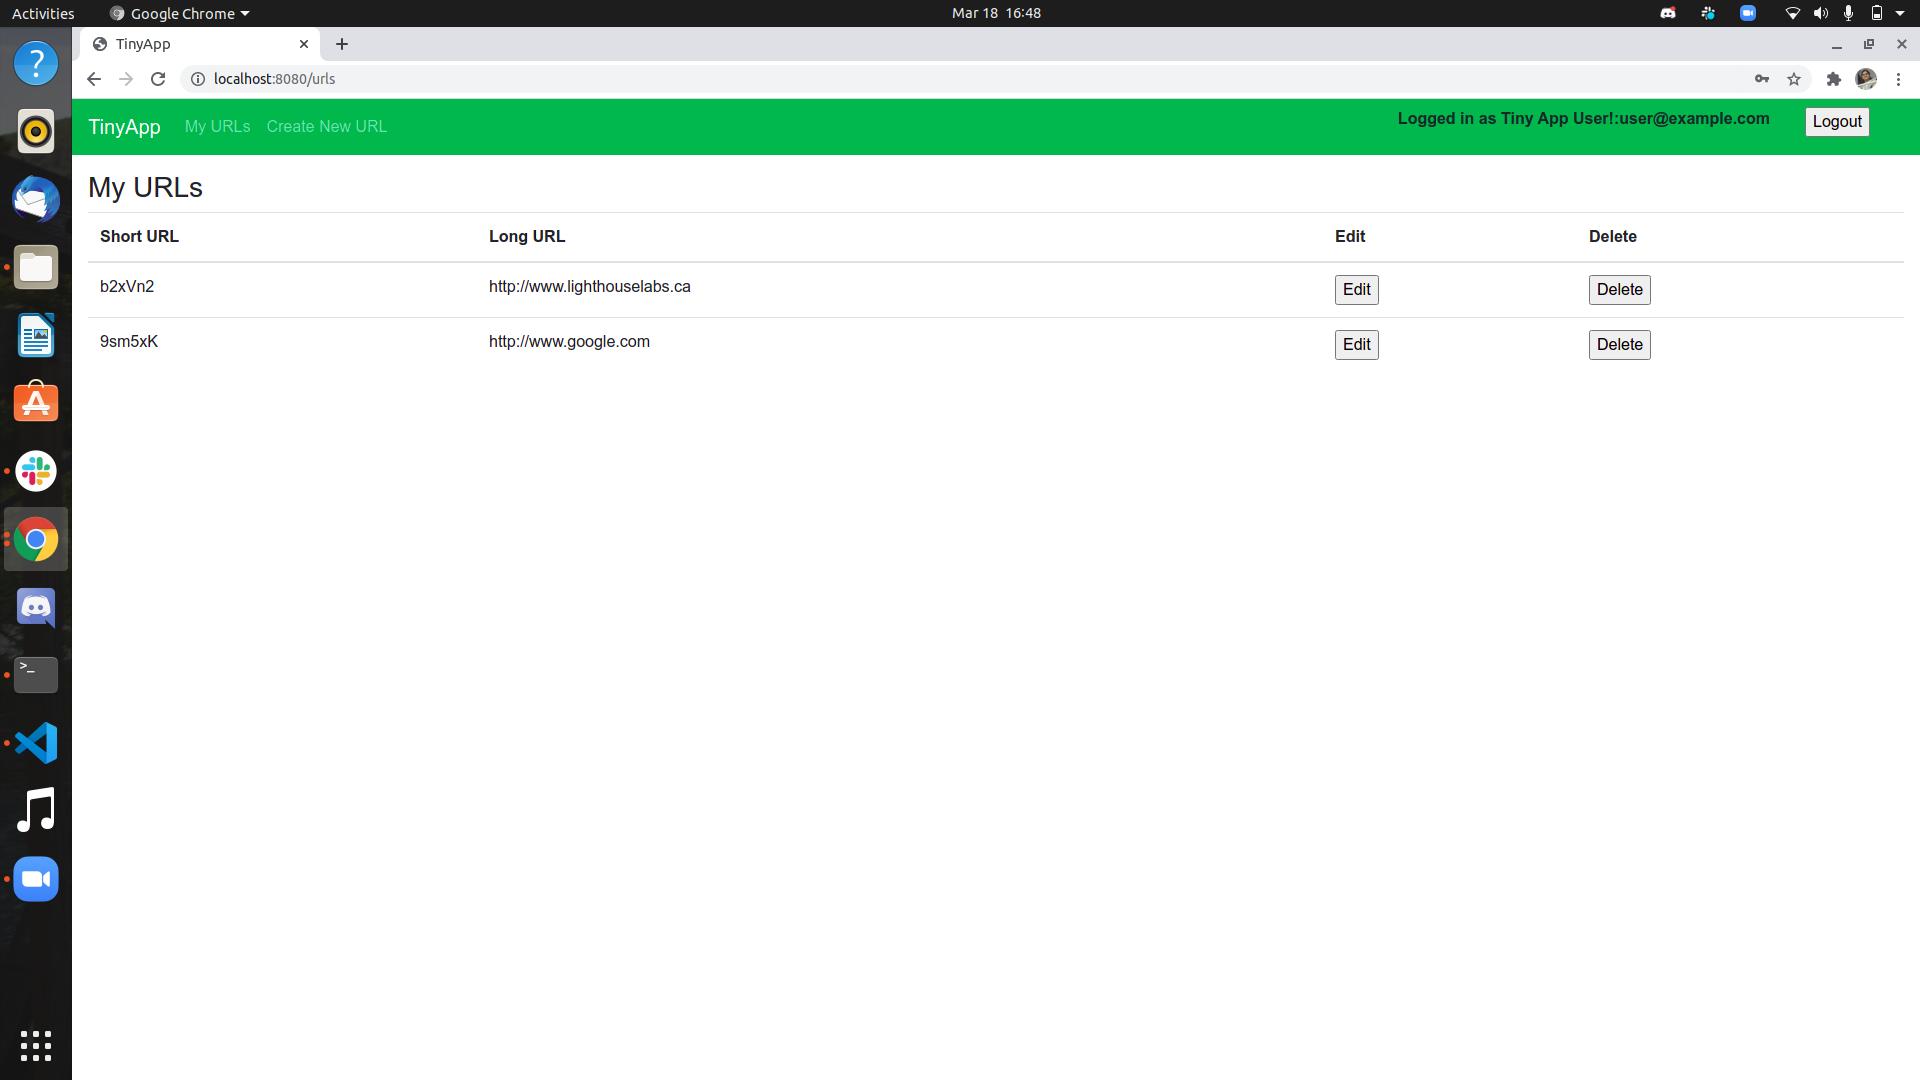 Activities Google Chrome Mar 18 16:48
TinyApp
localhost:8080/urls
TinyApp My URLs Create New URL Logged in as Tiny App User!:user@example.com Logout
My URLs
Short URL Long URL Edit Delete
b2xVn2 http://www.lighthouselabs.ca Edit Delete
9sm5xK http://www.google.com Edit Delete